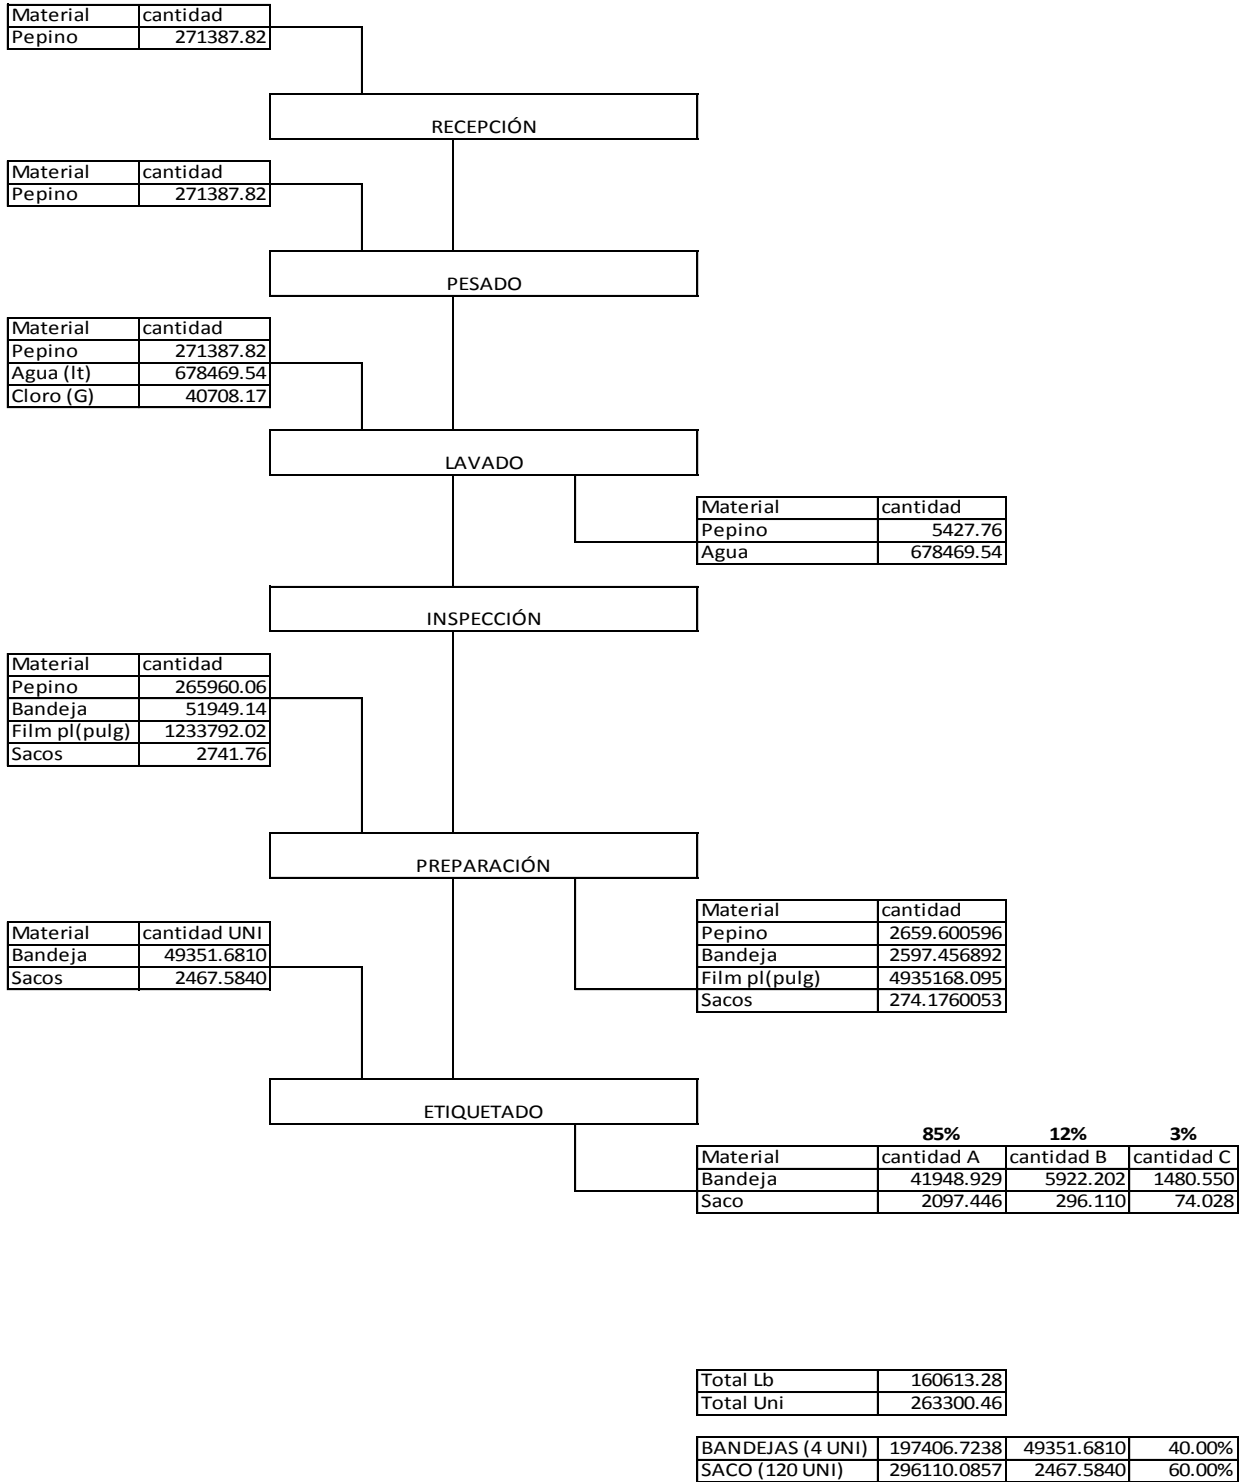 Material cantidad
Pepino 271387.82
RECEPCIÓN
Material cantidad
Pepino 271387.82
PESADO
Material cantidad
Pepino 271387.82
Agua (lt) 678469.54
Cloro (G) 40708.17
LAVADO
Material cantidad
Pepino 5427.76
Agua 678469.54
INSPECCIÓN
Material cantidad
Pepino 265960.06
Bandeja 51949.14
Film pl(pulg) 1233792.02
Sacos 2741.76
PREPARACIÓN
Material cantidad
Pepino 2659.600596
Bandeja 2597.456892
Film pl(pulg) 4935168.095
Sacos 274.1760053
Material cantidad UNI
Bandeja 49351.6810
Sacos 2467.5840
ETIQUETADO
85% 12% 3%
Material cantidad A cantidad B cantidad C
Bandeja 41948.929 5922.202 1480.550
Saco 2097.446 296.110 74.028
Total Lb 160613.28
Total Uni 263300.46
BANDEJAS (4 UNI) 197406.7238 49351.6810 40.00%
SACO (120 UNI) 296110.0857 2467.5840 60.00%